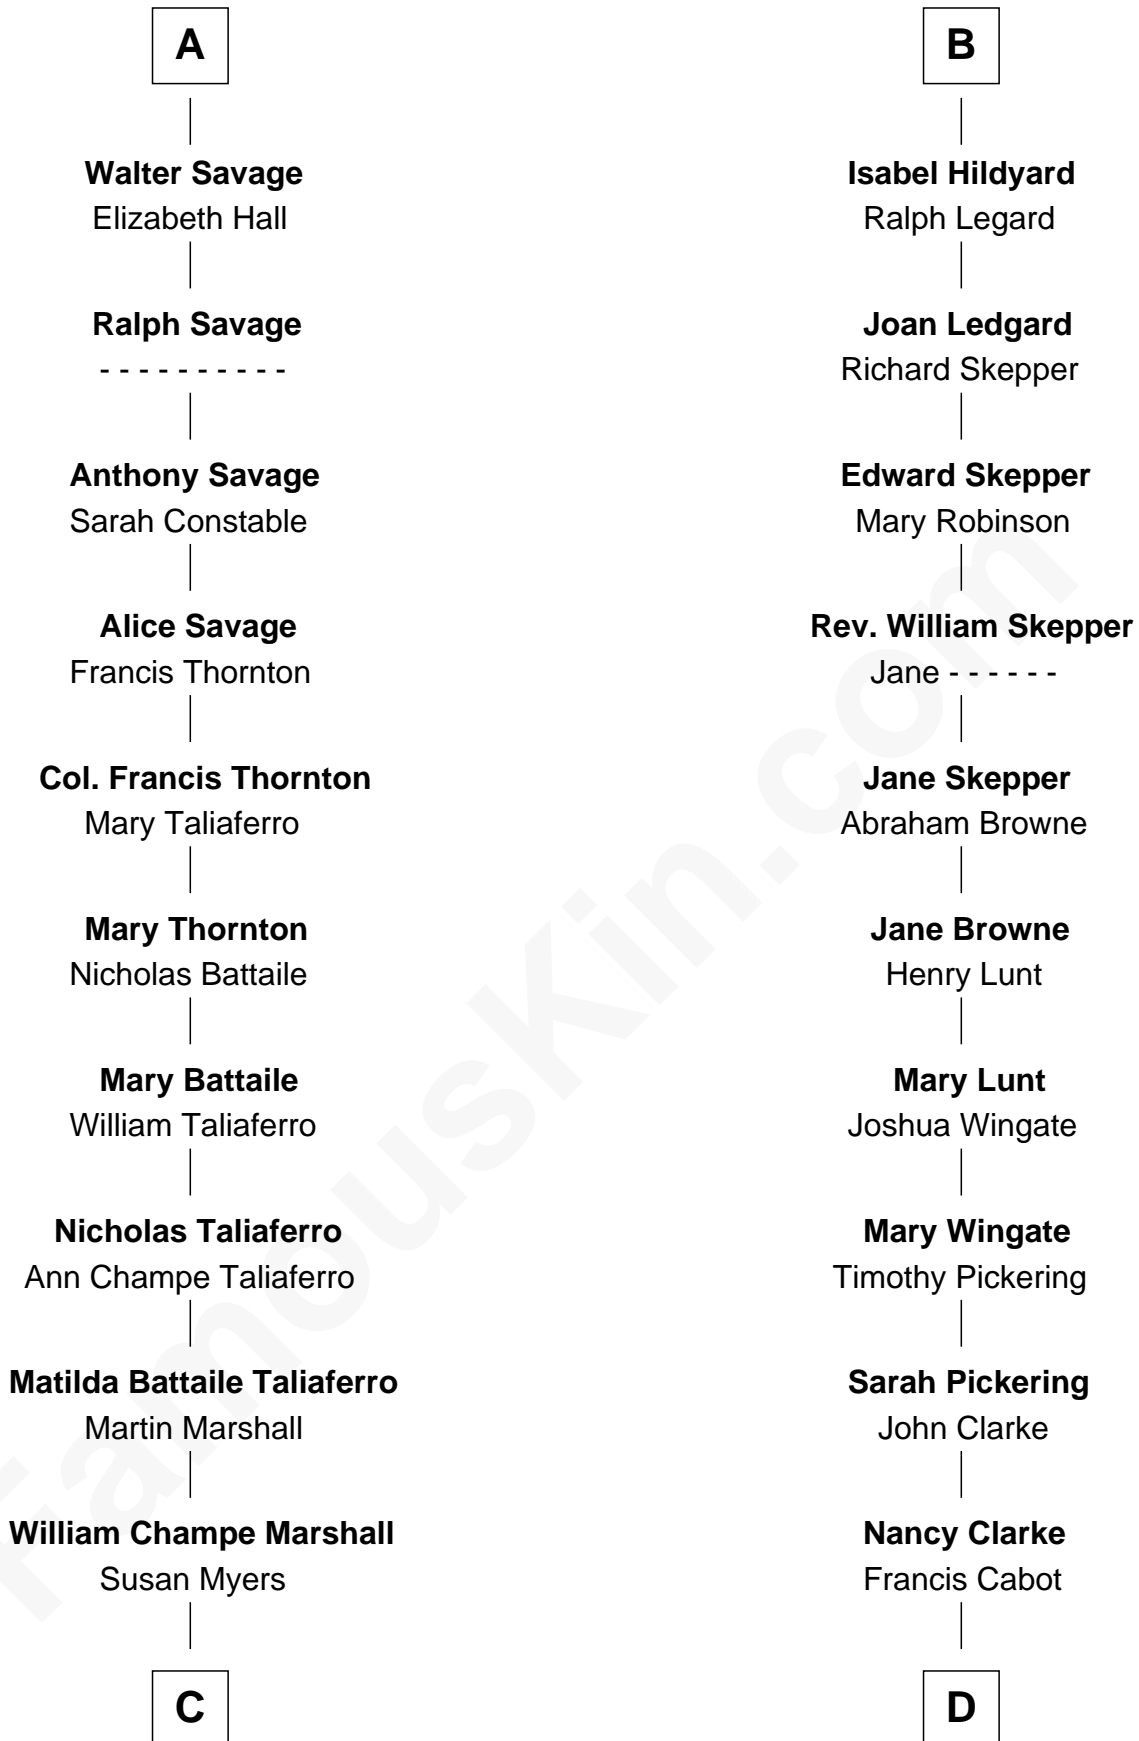 A
Walter Savage
Elizabeth Hall
Ralph Savage
- - - - - - - - - -
Anthony Savage
Sarah Constable
Alice Savage
Francis Thornton
Col. Francis Thornton
Mary Taliaferro
Mary Thornton
Nicholas Battaile
Mary Battaile
William Taliaferro
Nicholas Taliaferro
Ann Champe Taliaferro
Matilda Battaile Taliaferro
Martin Marshall
William Champe Marshall
Susan Myers
C
B
Isabel Hildyard
Ralph Legard
Joan Ledgard
Richard Skepper
Edward Skepper
Mary Robinson
Rev. William Skepper
Jane - - - - - -
Jane Skepper
Abraham Browne
Jane Browne
Henry Lunt
Mary Lunt
Joshua Wingate
Mary Wingate
Timothy Pickering
Sarah Pickering
John Clarke
Nancy Clarke
Francis Cabot
D
FamousKin.com